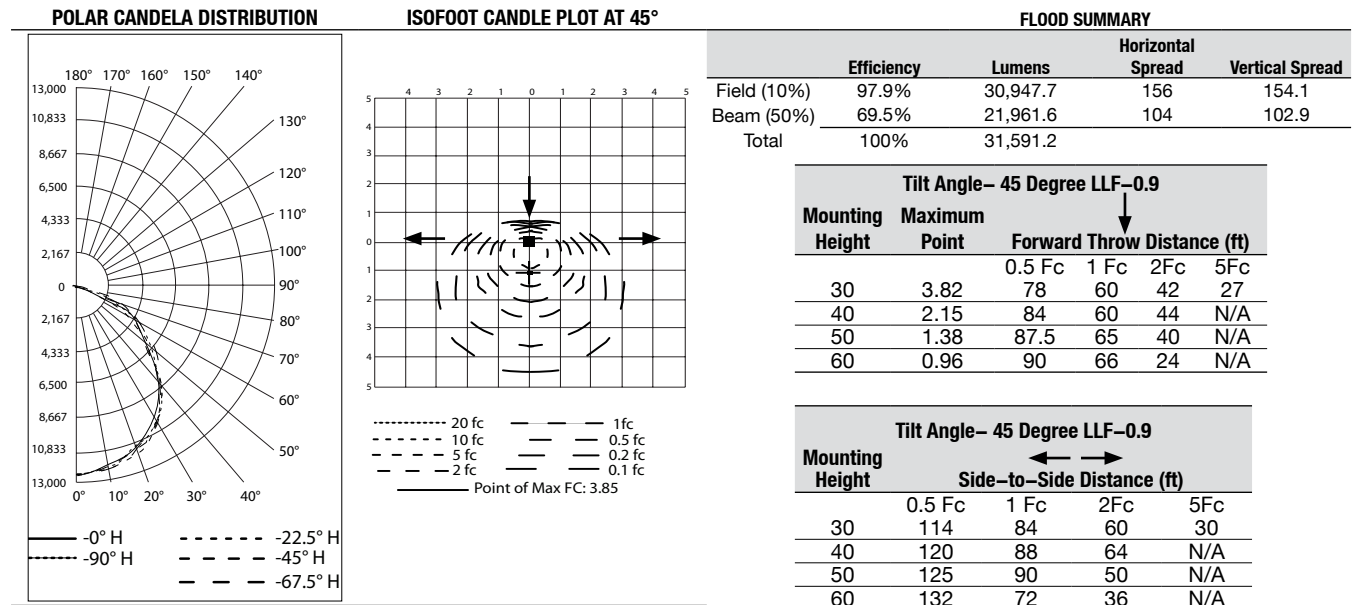 POLAR CANDELA DISTRIBUTION
180° 170° 160° 150° 140°
13,000
10,833
8,667
6,500
4,333
2,167
0
2,167
4,333
6,500
8,667
10,833
13,000
130°
120°
110°
100°
90°
80°
70°
60°
50°
0° 10° 20° 30° 40°
-0° H
-90° H
-22.5° H
-45° H
-67.5° H
ISOFOOT CANDLE PLOT AT 45°
4 3 2 1 0 1 2 3 4 5
5
4
3
2
1
0
1
2
3
4
5
20 fc
10 fc
5 fc
2 fc
1fc
0.5 fc
0.2 fc
0.1 fc
Point of Max FC: 3.85
FLOOD SUMMARY
Efficiency Lumens Horizontal Spread Vertical Spread
Field (10%) 97.9% 30,947.7 156 154.1
Beam (50%) 69.5% 21,961.6 104 102.9
Total 100% 31,591.2
Tilt Angle– 45 Degree LLF–0.9
Mounting Height Maximum Point Forward Throw Distance (ft)
0.5 Fc 1 Fc 2Fc 5Fc
30 3.82 78 60 42 27
40 2.15 84 60 44 N/A
50 1.38 87.5 65 40 N/A
60 0.96 90 66 24 N/A
Tilt Angle– 45 Degree LLF–0.9
Mounting Height Side–to–Side Distance (ft)
0.5 Fc 1 Fc 2Fc 5Fc
30 114 84 60 30
40 120 88 64 N/A
50 125 90 50 N/A
60 132 72 36 N/A